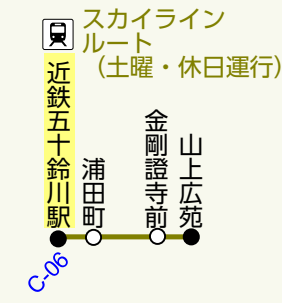 スカイライン
ルート
（土曜・休日運行）
近鉄五十鈴川駅
浦田町
金剛證寺前
山上広苑
C-06